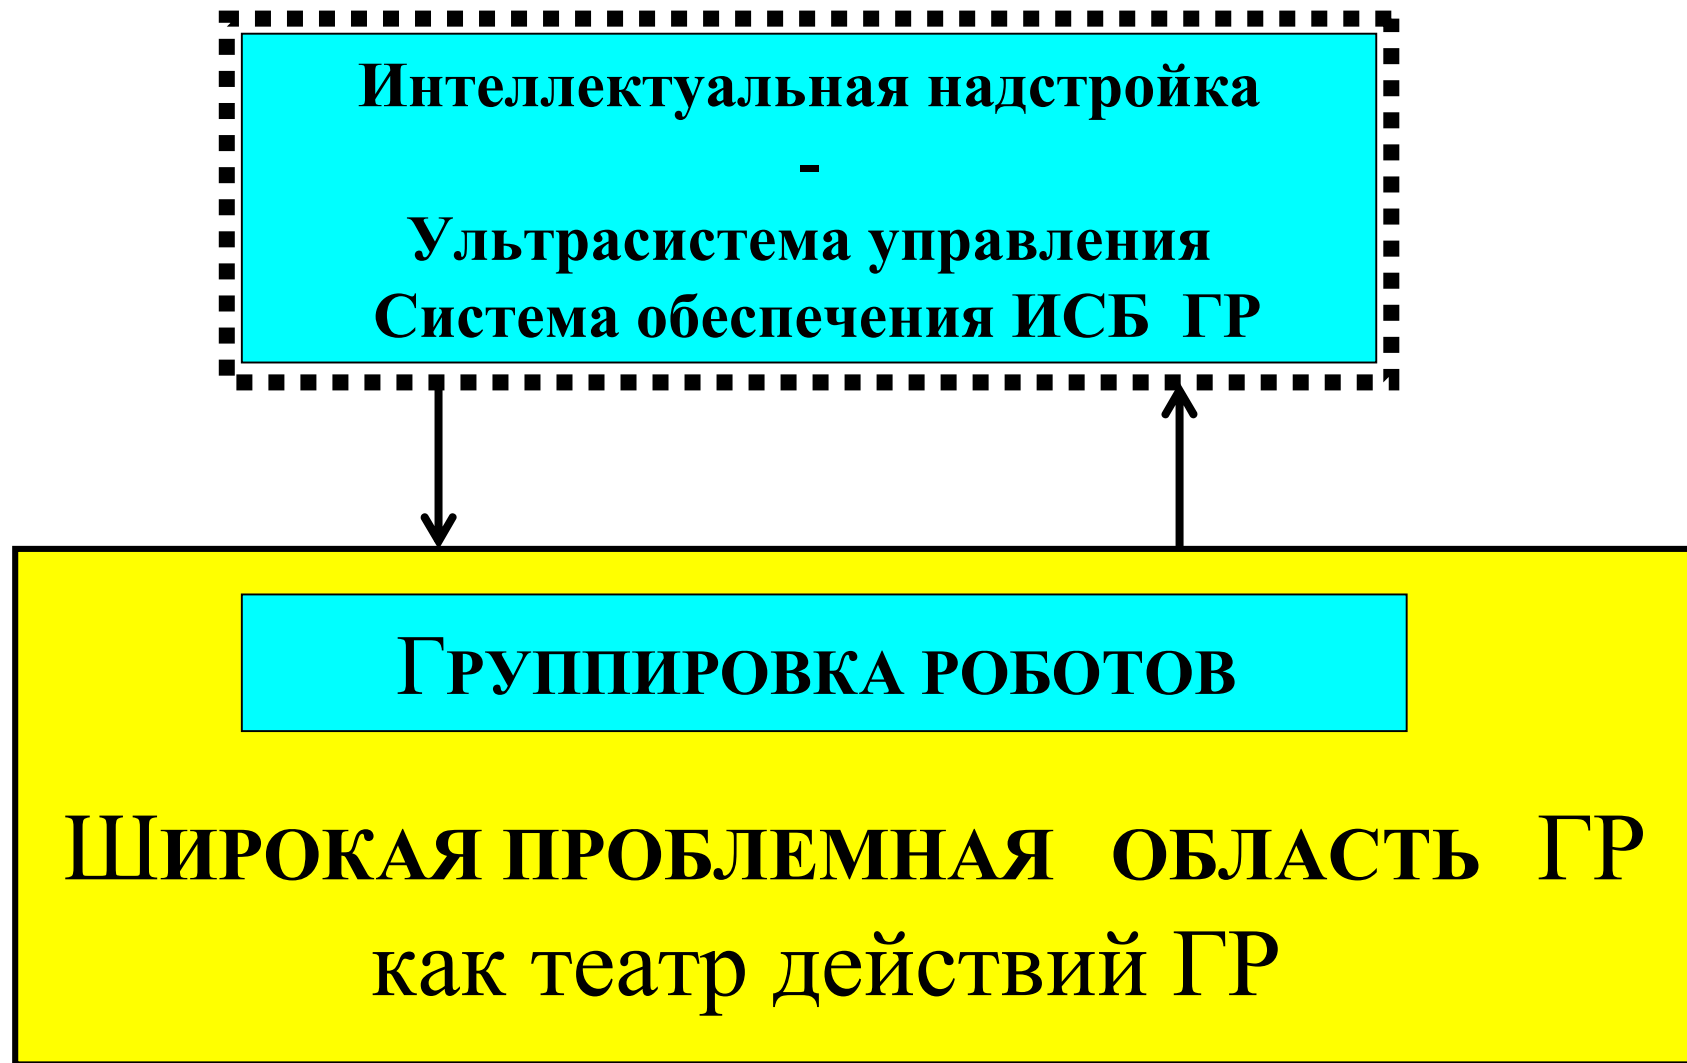 Интеллектуальная надстройка
-
Ультрасистема управления
Система обеспечения ИСБ ГР
ГРУППИРОВКА РОБОТОВ
ШИРОКАЯ ПРОБЛЕМНАЯ ОБЛАСТЬ ГР
как театр действий ГР